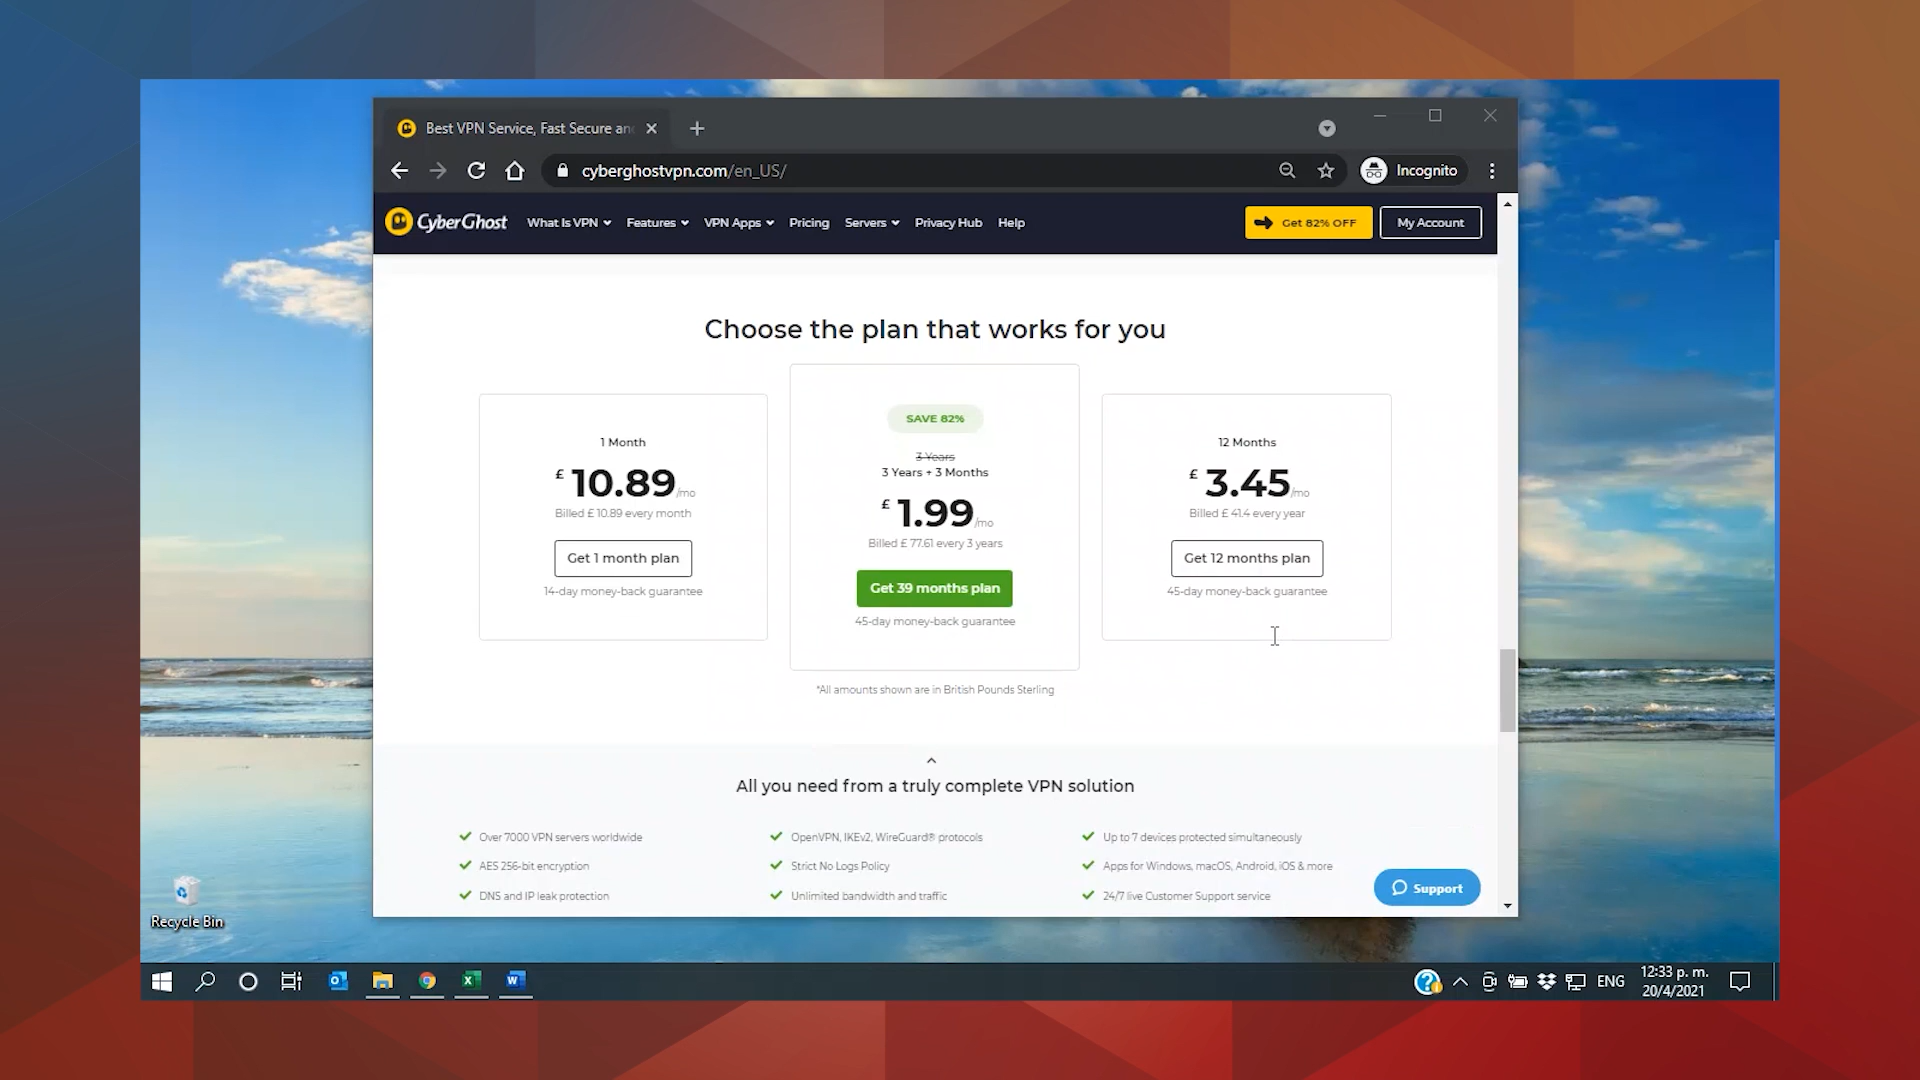 Best VPN Service, Fast Secure an
cyberghostvpn.com/en_US/
Incognito
CyberGhost
What Is VPN
Features
VPN Apps
Pricing
Servers
Privacy Hub
Help
Get 82% OFF
My Account
Choose the plan that works for you
1 Month
£ 10.89 /mo
Billed £ 10.89 every month
Get 1 month plan
14-day money-back guarantee
SAVE 82%
3 Years
3 Years + 3 Months
£ 1.99 /mo
Billed £ 77.61 every 3 years
Get 39 months plan
45-day money-back guarantee
12 Months
£ 3.45 /mo
Billed £ 41.4 every year
Get 12 months plan
45-day money-back guarantee
*All amounts shown are in British Pounds Sterling
All you need from a truly complete VPN solution
Over 7000 VPN servers worldwide
AES 256-bit encryption
DNS and IP leak protection
OpenVPN, IKEv2, WireGuard® protocols
Strict No Logs Policy
Unlimited bandwidth and traffic
Up to 7 devices protected simultaneously
Apps for Windows, macOS, Android, iOS & more
24/7 live Customer Support service
Support
Recycle Bin
ENG
12:33 p. m.
20/4/2021